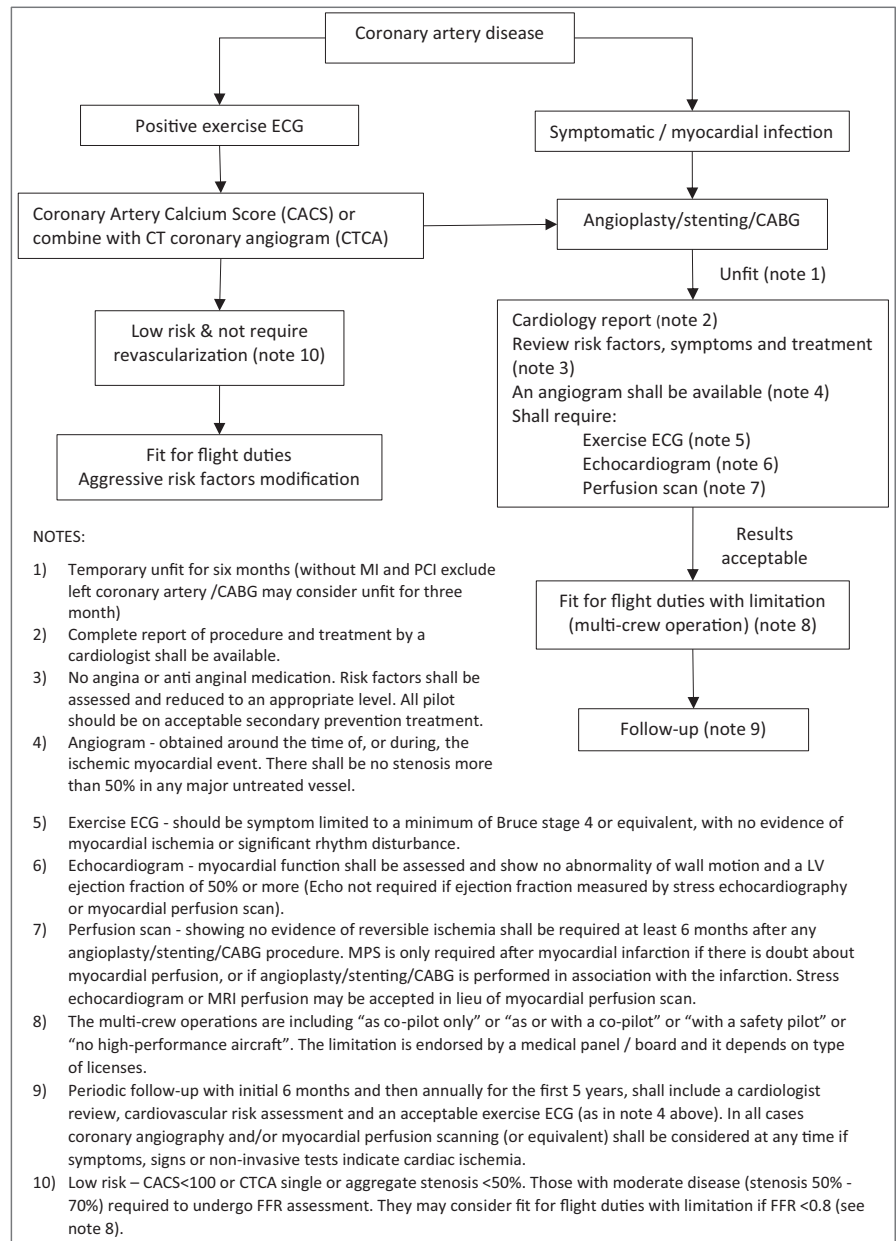 Coronary artery disease
Positive exercise ECG
Symptomatic / myocardial infection
Coronary Artery Calcium Score (CACS) or
combine with CT coronary angiogram (CTCA)
Angioplasty/stenting/CABG
Unfit (note 1)
Low risk & not require
revascularization (note 10)
Cardiology report (note 2)
Review risk factors, symptoms and treatment
(note 3)
An angiogram shall be available (note 4)
Shall require:
Exercise ECG (note 5)
Echocardiogram (note 6)
Perfusion scan (note 7)
Fit for flight duties
Aggressive risk factors modification
Results
acceptable
Fit for flight duties with limitation
(multi-crew operation) (note 8)
Follow-up (note 9)
NOTES:
1) Temporary unfit for six months (without MI and PCI exclude
left coronary artery /CABG may consider unfit for three
month)
2) Complete report of procedure and treatment by a
cardiologist shall be available.
3) No angina or anti anginal medication. Risk factors shall be
assessed and reduced to an appropriate level. All pilot
should be on acceptable secondary prevention treatment.
4) Angiogram - obtained around the time of, or during, the
ischemic myocardial event. There shall be no stenosis more
than 50% in any major untreated vessel.
5) Exercise ECG - should be symptom limited to a minimum of Bruce stage 4 or equivalent, with no evidence of
myocardial ischemia or significant rhythm disturbance.
6) Echocardiogram - myocardial function shall be assessed and show no abnormality of wall motion and a LV
ejection fraction of 50% or more (Echo not required if ejection fraction measured by stress echocardiography
or myocardial perfusion scan).
7) Perfusion scan - showing no evidence of reversible ischemia shall be required at least 6 months after any
angioplasty/stenting/CABG procedure. MPS is only required after myocardial infarction if there is doubt about
myocardial perfusion, or if angioplasty/stenting/CABG is performed in association with the infarction. Stress
echocardiogram or MRI perfusion may be accepted in lieu of myocardial perfusion scan.
8) The multi-crew operations are including “as co-pilot only” or “as or with a co-pilot” or “with a safety pilot” or
“no high-performance aircraft”. The limitation is endorsed by a medical panel / board and it depends on type
of licenses.
9) Periodic follow-up with initial 6 months and then annually for the first 5 years, shall include a cardiologist
review, cardiovascular risk assessment and an acceptable exercise ECG (as in note 4 above). In all cases
coronary angiography and/or myocardial perfusion scanning (or equivalent) shall be considered at any time if
symptoms, signs or non-invasive tests indicate cardiac ischemia.
10) Low risk – CACS<100 or CTCA single or aggregate stenosis <50%. Those with moderate disease (stenosis 50% -
70%) required to undergo FFR assessment. They may consider fit for flight duties with limitation if FFR <0.8 (see
note 8).